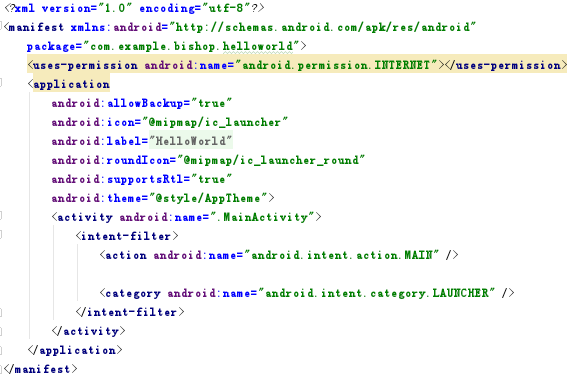 <?xml version="1.0" encoding="utf-8"?>
<manifest xmlns:android="http://schemas.android.com/apk/res/android"
    package="com.example.bishop.helloworld">
    <uses-permission android:name="android.permission.INTERNET"></uses-permission>
    <application
        android:allowBackup="true"
        android:icon="@mipmap/ic_launcher"
        android:label="HelloWorld"
        android:roundIcon="@mipmap/ic_launcher_round"
        android:supportsRtl="true"
        android:theme="@style/AppTheme">
        <activity android:name=".MainActivity">
            <intent-filter>
                <action android:name="android.intent.action.MAIN" />

                <category android:name="android.intent.category.LAUNCHER" />
            </intent-filter>
        </activity>
    </application>
</manifest>